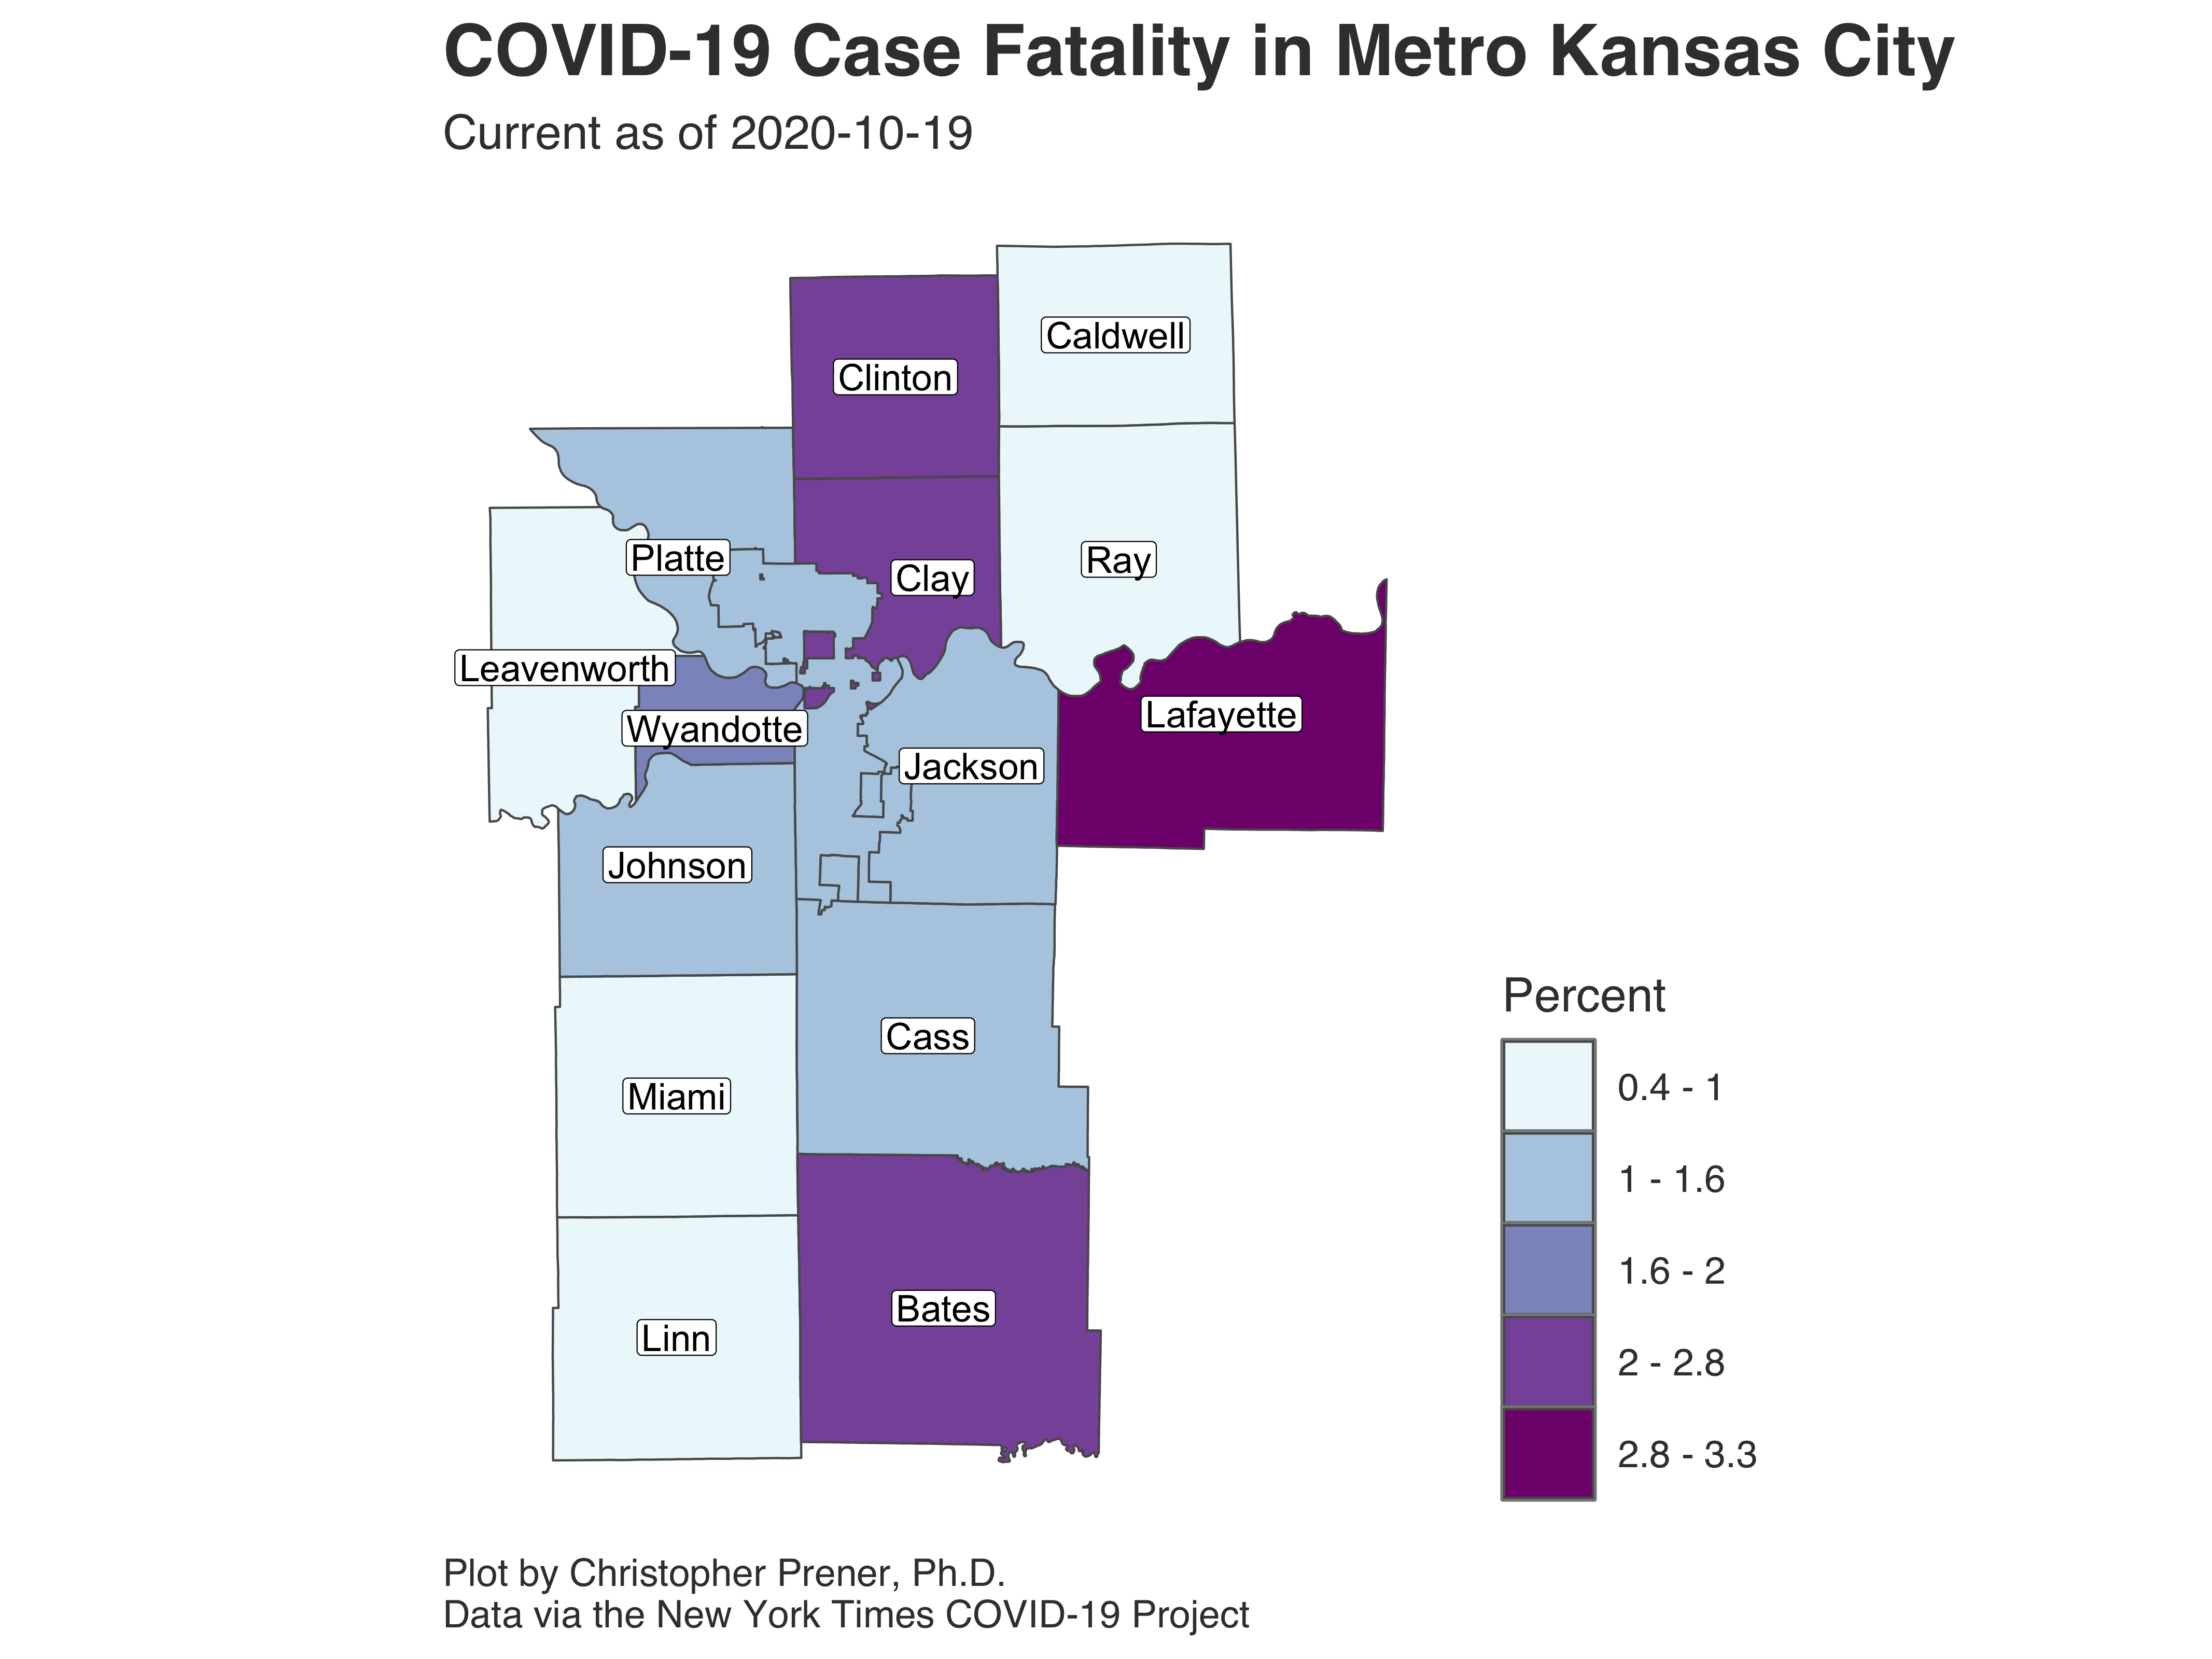 COVID-19 Case Fatality in Metro Kansas City
Current as of 2020-10-19
Caldwell
Clinton
Platte
Clay
Ray
Leavenworth
Lafayette
Wyandotte
Jackson
Johnson
Cass
Miami
Bates
Linn
Percent
0.4 - 1
1 - 1.6
1.6 - 2
2 - 2.8
2.8 - 3.3
Plot by Christopher Prener, Ph.D.
Data via the New York Times COVID-19 Project